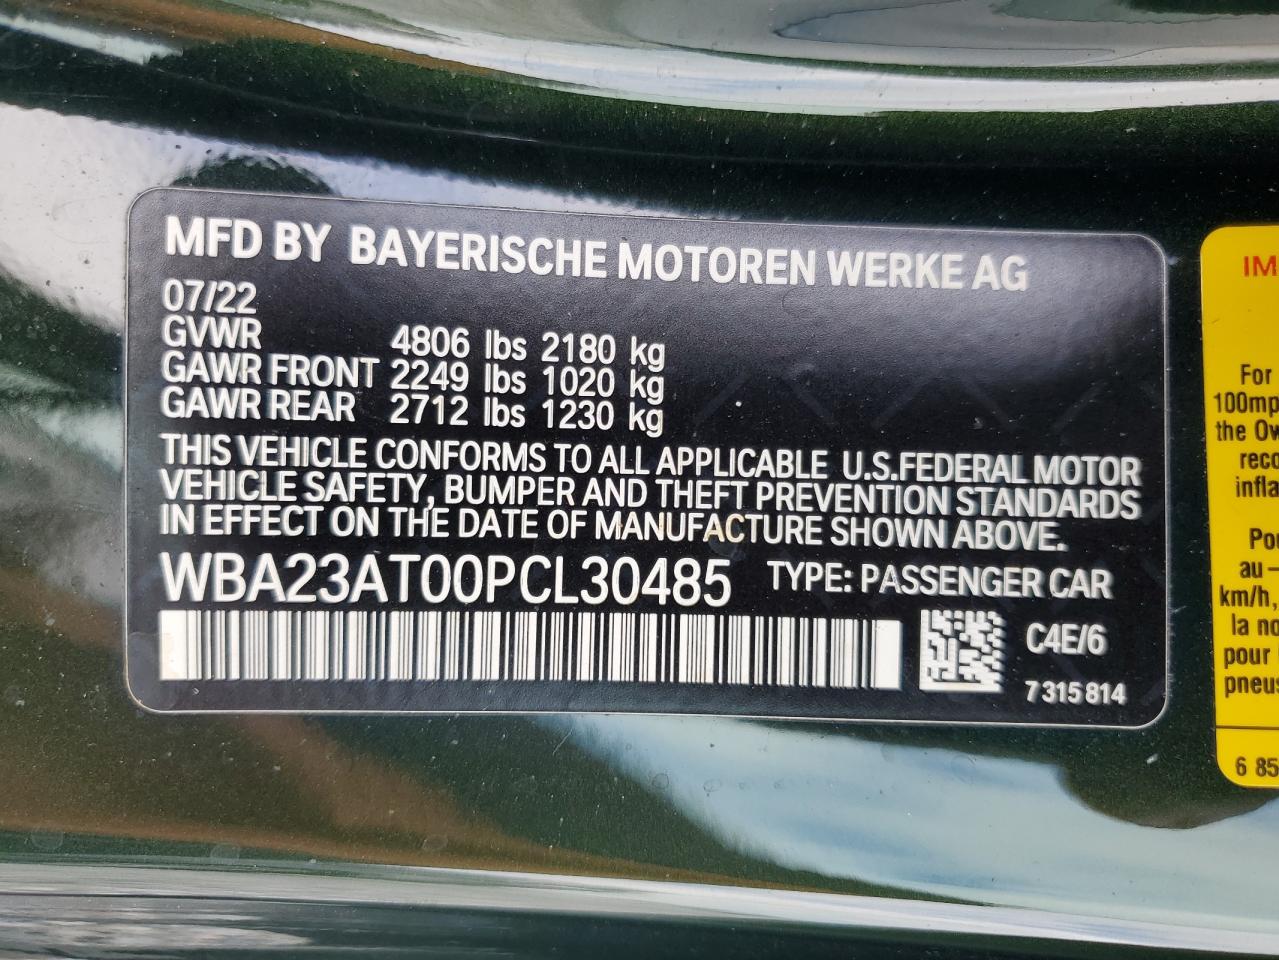 MFD BY BAYERISCHE MOTOREN WERKE AG
07/22
GVWR 4806 lbs 2180 kg
GAWR FRONT 2249 lbs 1020 kg
GAWR REAR 2712 lbs 1230 kg
THIS VEHICLE CONFORMS TO ALL APPLICABLE U.S.FEDERAL MOTOR
VEHICLE SAFETY, BUMPER AND THEFT PREVENTION STANDARDS
IN EFFECT ON THE DATE OF MANUFACTURE SHOWN ABOVE.
WBA23AT00PCL30485 TYPE: PASSENGER CAR
C4E/6
7 315 814
IM
For
100mp
the Ow
reco
infla
Pou
au –
km/h,
la no
pour
pneus
6 85